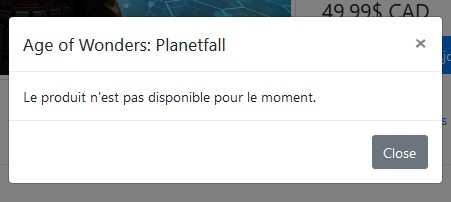 49.99$ CAD
Age of Wonders: Planetfall
×
Le produit n'est pas disponible pour le moment.
Close